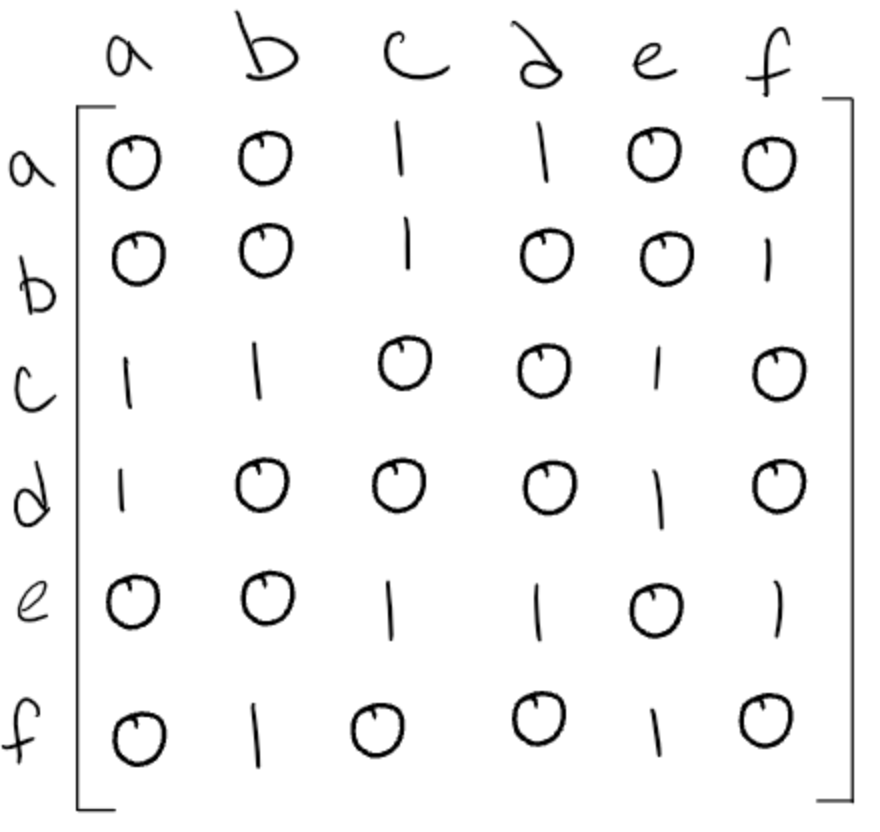 a b c d e f
a 0 0 1 1 0 0
b 0 0 1 0 0 1
c 1 1 0 0 1 0
d 1 0 0 0 1 0
e 0 0 1 1 0 1
f 0 1 0 0 1 0